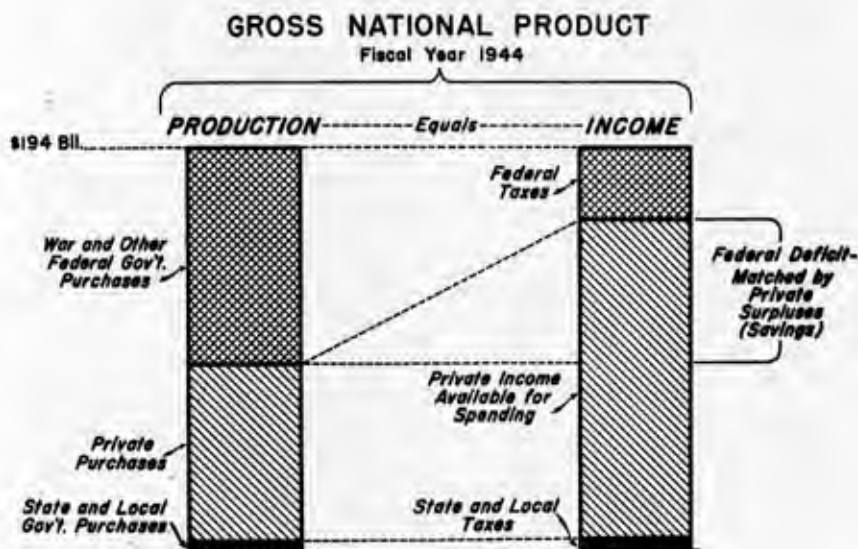 GROSS NATIONAL PRODUCT
Fiscal Year 1944
PRODUCTION Equals INCOME
$194 Bil.
Federal
Taxes
War and Other
Federal Gov't.
Purchases
Federal Deficit-
Matched by
Private
Surpluses
(Savings)
Private Income
Available for
Spending
Private
Purchases
State and Local
Gov't. Purchases
State and Local
Taxes